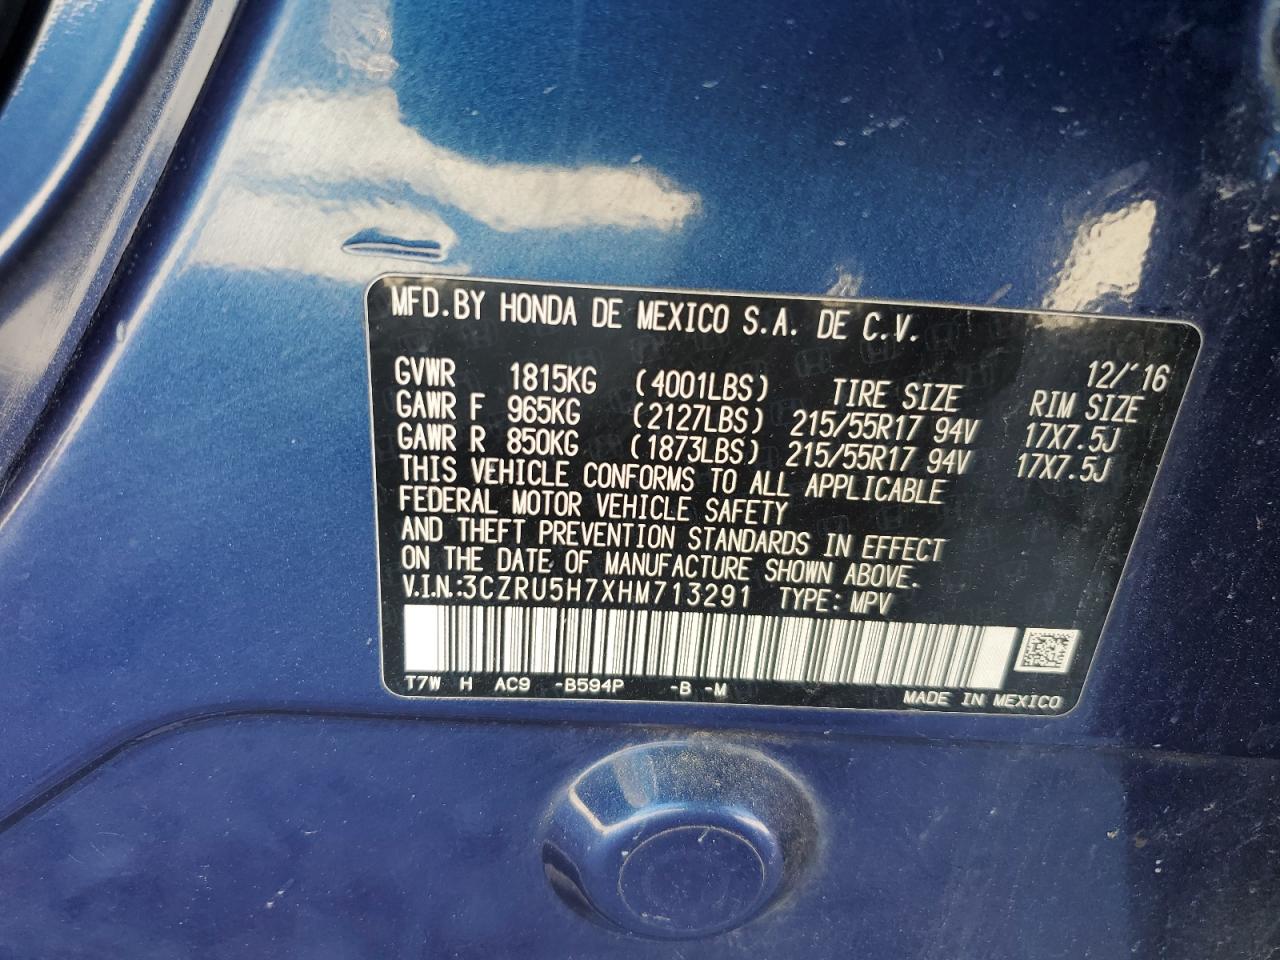 MFD.BY HONDA DE MEXICO S.A. DE C.V.
12/'16
GVWR 1815KG (4001LBS) TIRE SIZE RIM SIZE
GAWR F 965KG (2127LBS) 215/55R17 94V 17X7.5J
GAWR R 850KG (1873LBS) 215/55R17 94V 17X7.5J
THIS VEHICLE CONFORMS TO ALL APPLICABLE
FEDERAL MOTOR VEHICLE SAFETY
AND THEFT PREVENTION STANDARDS IN EFFECT
ON THE DATE OF MANUFACTURE SHOWN ABOVE.
V.I.N.:3CZRU5H7XHM713291 TYPE: MPV
T7W H AC9 -B594P -B -M MADE IN MEXICO